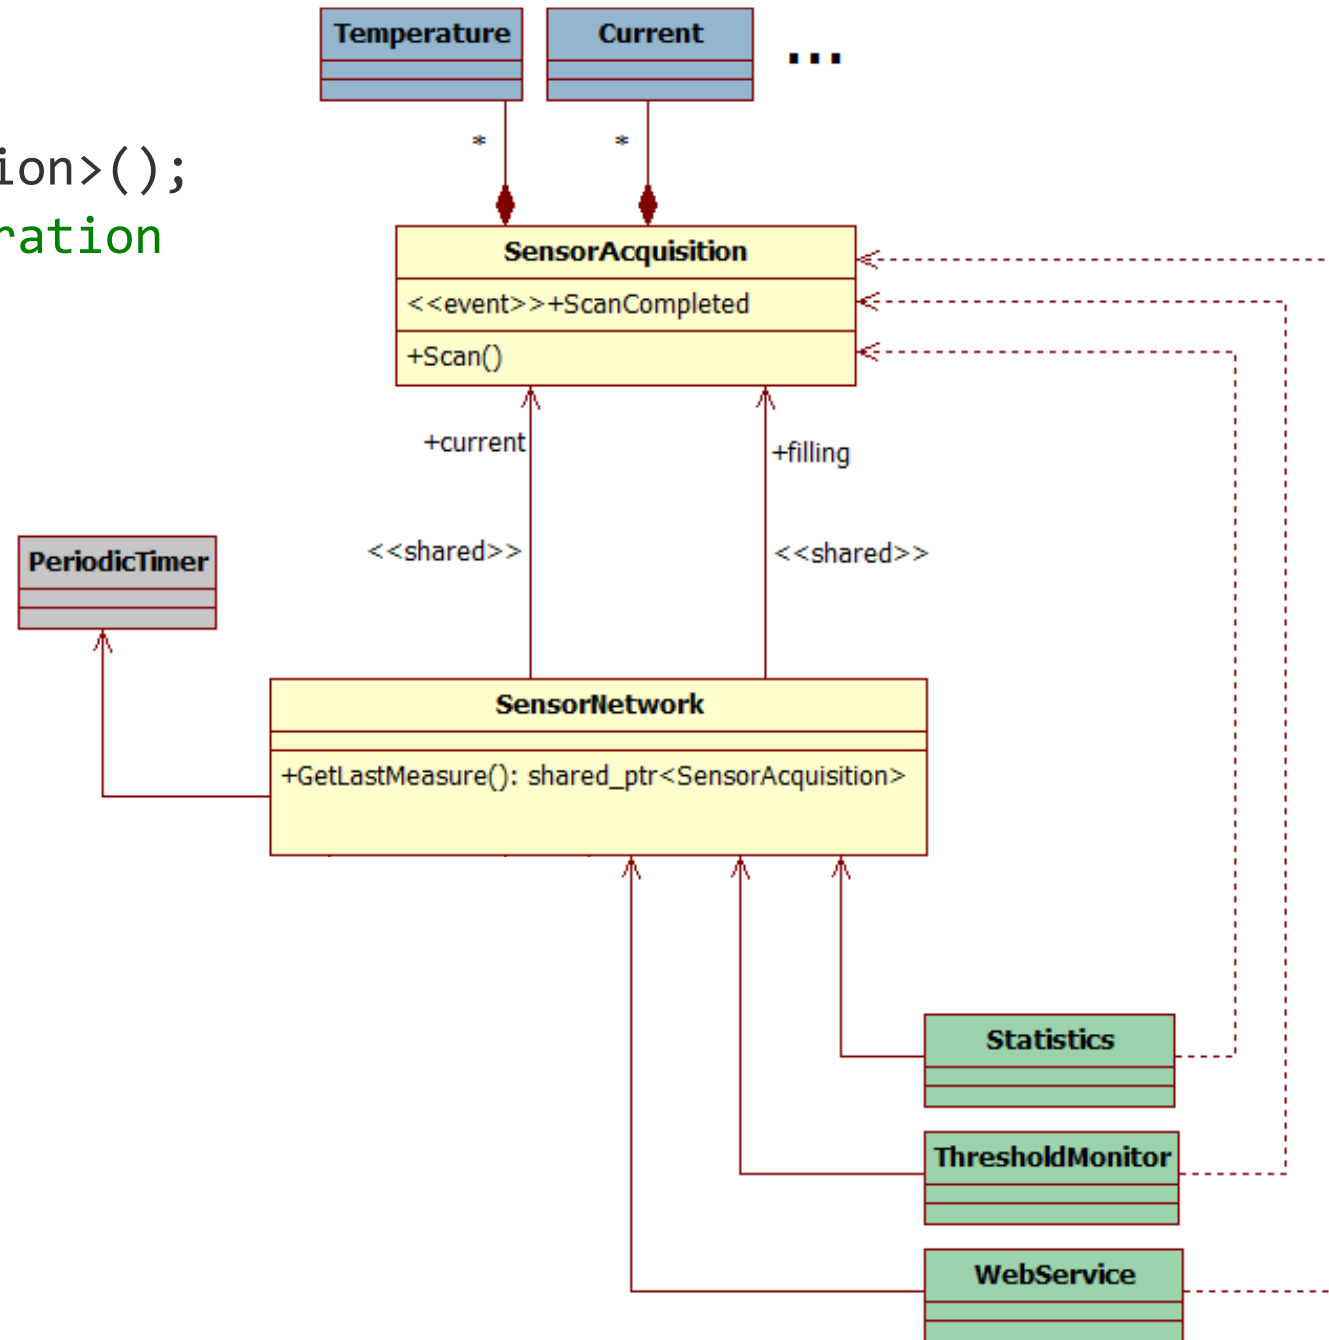 Temperature
Current
...
*
*
ion>();
ration
SensorAcquisition
<<event>>+ScanCompleted
+Scan()
+current
+filling
<<shared>>
<<shared>>
PeriodicTimer
SensorNetwork
+GetLastMeasure(): shared_ptr<SensorAcquisition>
Statistics
ThresholdMonitor
WebService